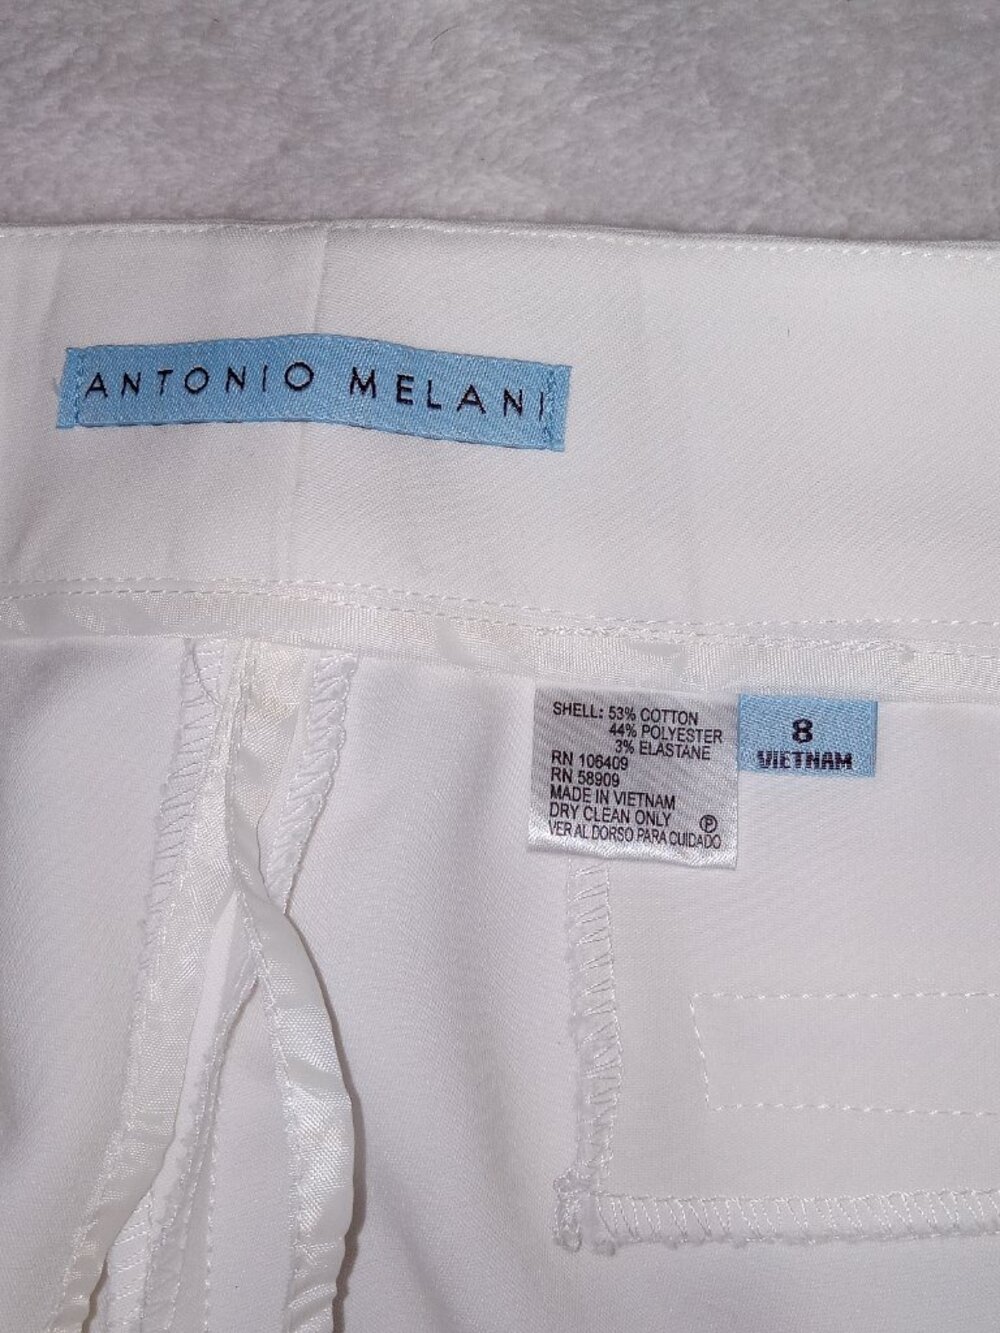 ANTONIO MELANI
SHELL: 53% COTTON
44% POLYESTER
3% ELASTANE
RN 106409
RN 58909
MADE IN VIETNAM
DRY CLEAN ONLY
P
VER AL DORSO PARA CUIDADO
8
VIETNAM